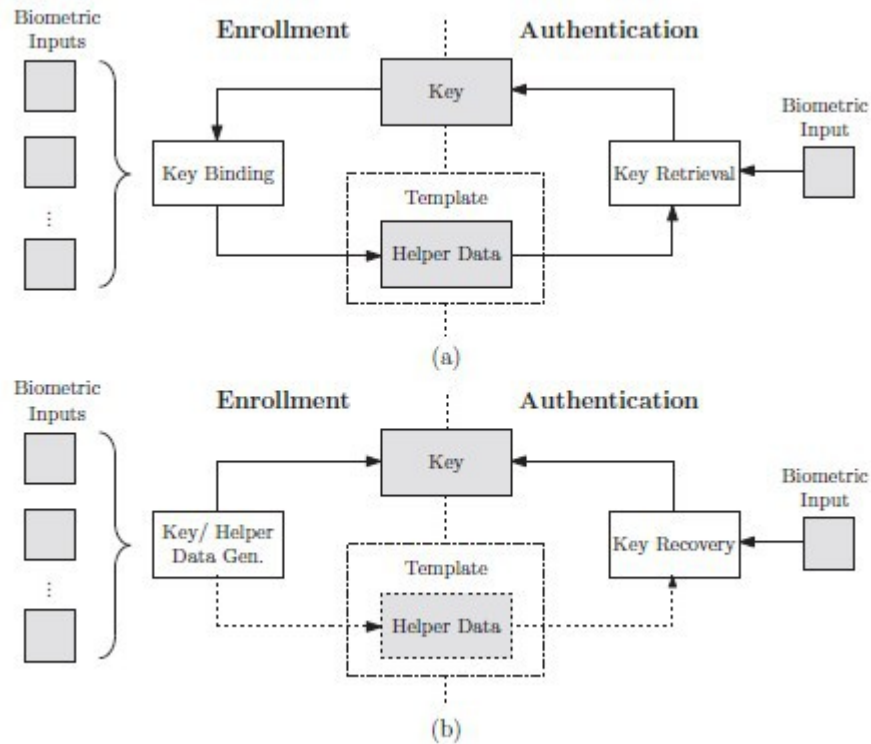 Biometric
Inputs
Enrollment
Authentication
Key
Biometric
Input
Key Binding
Key Retrieval
Template
Helper Data
⋮
(a)
Biometric
Inputs
Enrollment
Authentication
Key
Biometric
Input
Key/ Helper
Data Gen.
Key Recovery
Template
Helper Data
⋮
(b)